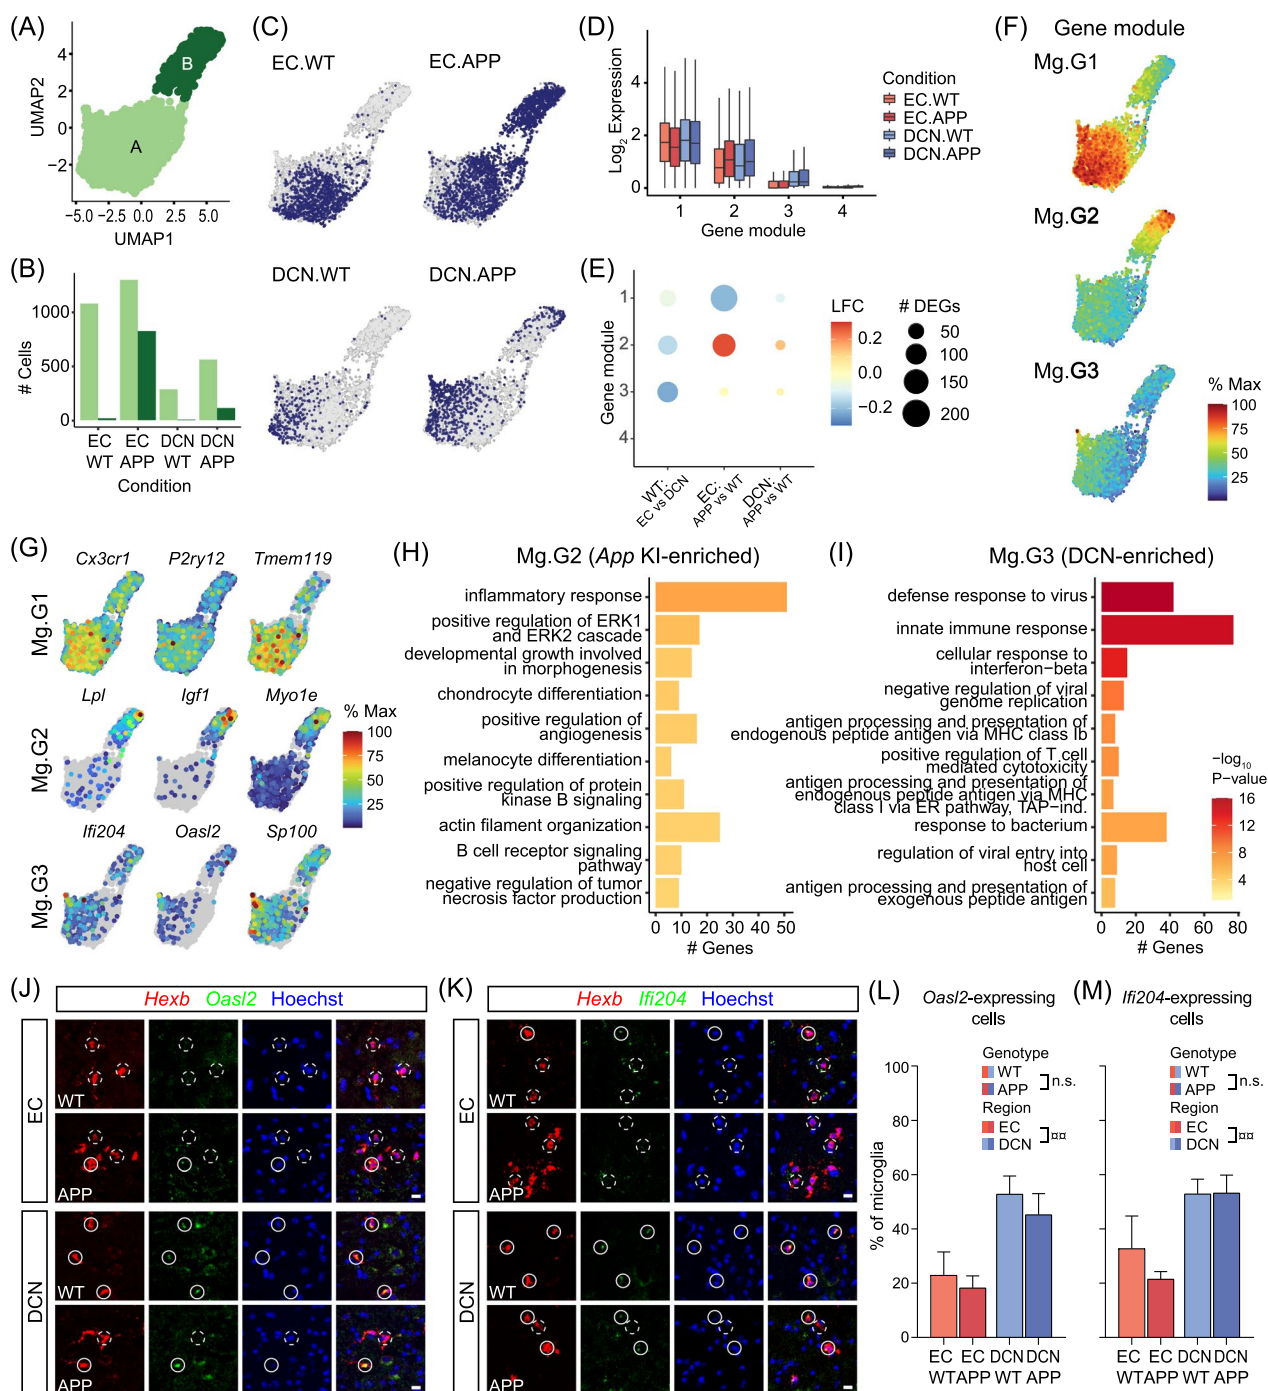 (A)
UMAP2
4
2
0
−2
A
B
−5.0 −2.5 0.0 2.5 5.0
UMAP1
(B)
# Cells
1000
500
0
EC EC DCN DCN
WT APP WT APP
Condition
(C)
EC.WT EC.APP
DCN.WT DCN.APP
(D)
Log2 Expression
4
2
0
1 2 3 4
Gene module
Condition
EC.WT
EC.APP
DCN.WT
DCN.APP
(E)
Gene module
1
2
3
4
WT:
EC vs DCN
EC:
APP vs WT
DCN:
APP vs WT
LFC
0.2
0.0
−0.2
# DEGs
50
100
150
200
(F) Gene module
Mg.G1
Mg.G2
Mg.G3
% Max
100
75
50
25
(G)
Cx3cr1 P2ry12 Tmem119
Mg.G1
Lpl Igf1 Myo1e
Mg.G2
Ifi204 Oasl2 Sp100
Mg.G3
% Max
100
75
50
25
(H) Mg.G2 (App KI-enriched)
inflammatory response
positive regulation of ERK1
and ERK2 cascade
developmental growth involved
in morphogenesis
chondrocyte differentiation
positive regulation of
angiogenesis
melanocyte differentiation
positive regulation of protein
kinase B signaling
actin filament organization
B cell receptor signaling
pathway
negative regulation of tumor
necrosis factor production
0 10 20 30 40 50
# Genes
(I) Mg.G3 (DCN-enriched)
defense response to virus
innate immune response
cellular response to
interferon−beta
negative regulation of viral
genome replication
antigen processing and presentation of
endogenous peptide antigen via MHC class Ib
positive regulation of T cell
mediated cytotoxicity
antigen processing and presentation of
endogenous peptide antigen via MHC
class I via ER pathway, TAP−ind.
response to bacterium
regulation of viral entry into
host cell
antigen processing and presentation of
exogenous peptide antigen
0 20 40 60 80
# Genes
−log10
P−value
16
12
8
4
(J)
Hexb Oasl2 Hoechst
EC
WT
APP
DCN
WT
APP
(K)
Hexb Ifi204 Hoechst
EC
WT
APP
DCN
WT
APP
(L) Oasl2-expressing
cells
Genotype
WT
APP
n.s.
Region
EC
DCN
¤¤
% of microglia
100
80
60
40
20
0
EC EC DCN DCN
WT APP WT APP
(M) Ifi204-expressing
cells
Genotype
WT
APP
n.s.
Region
EC
DCN
¤¤
EC EC DCN DCN
WT APP WT APP